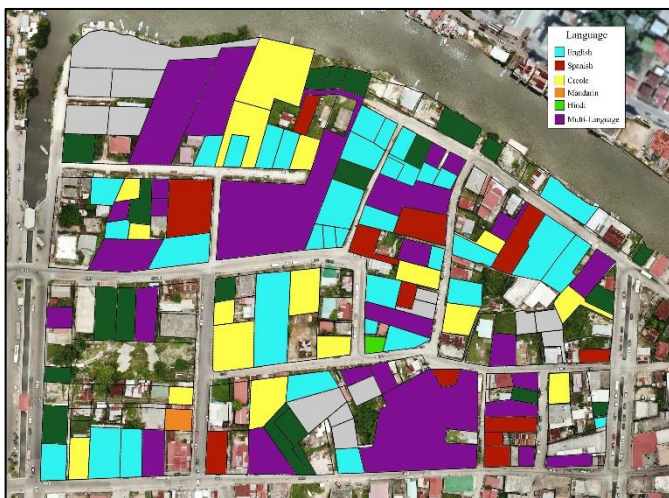 Language
English
Spanish
Creole
Mandarin
Hindi
Multi-Language